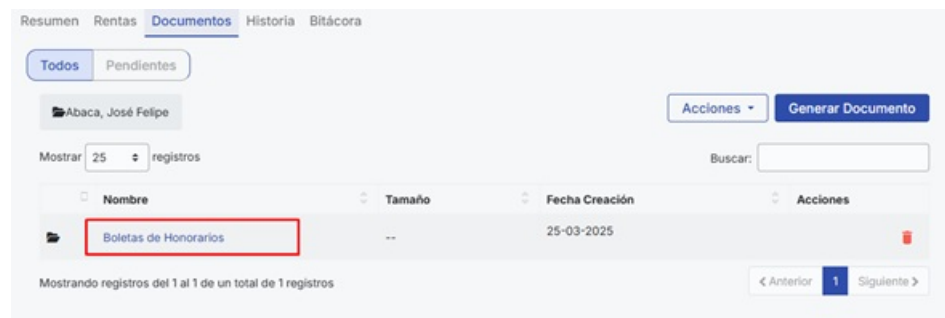 Resumen Rentas Documentos Historia Bitácora
Todos Pendientes
Abaca, José Felipe Acciones Generar Documento
Mostrar 25 registros Buscar:
Nombre Tamaño Fecha Creación Acciones
Boletas de Honorarios -- 25-03-2025
Mostrando registros del 1 al 1 de un total de 1 registros < Anterior 1 Siguiente >